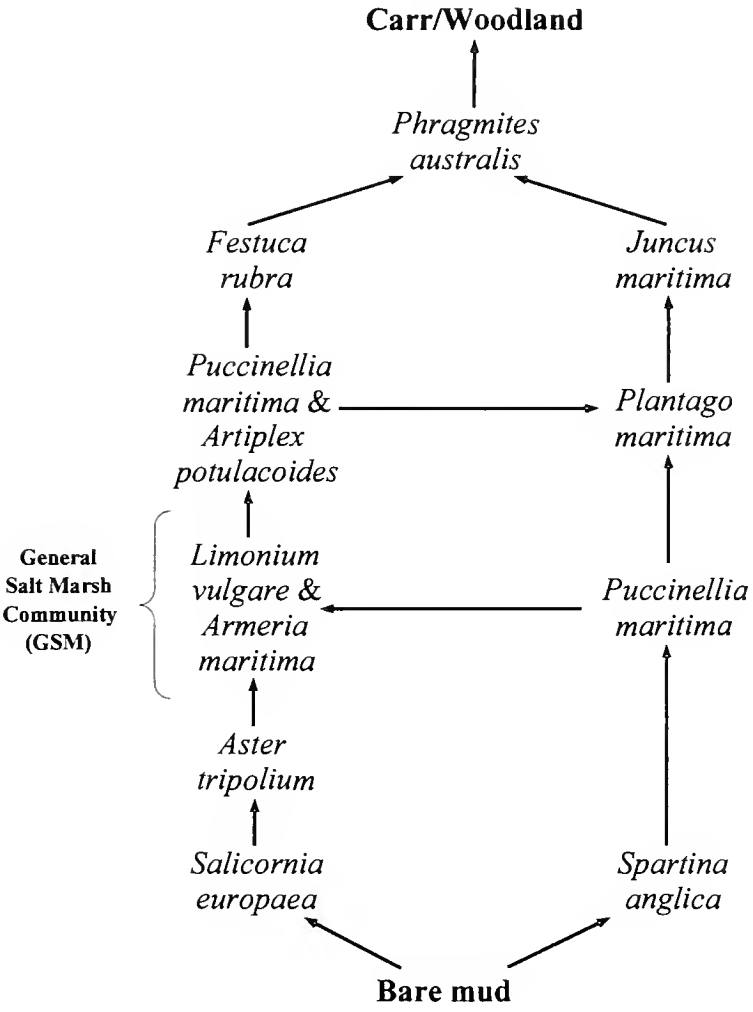 Carr/Woodland
Phragmites
australis
Festuca
rubra
Juncus
maritima
Puccinellia
maritima &
Artiplex
potulacoides
Plantago
maritima
General
Salt Marsh
Community
(GSM)
Limonium
vulgare &
Armeria
maritima
Puccinellia
maritima
Aster
tripolium
Salicornia
europaea
Spartina
anglica
Bare mud